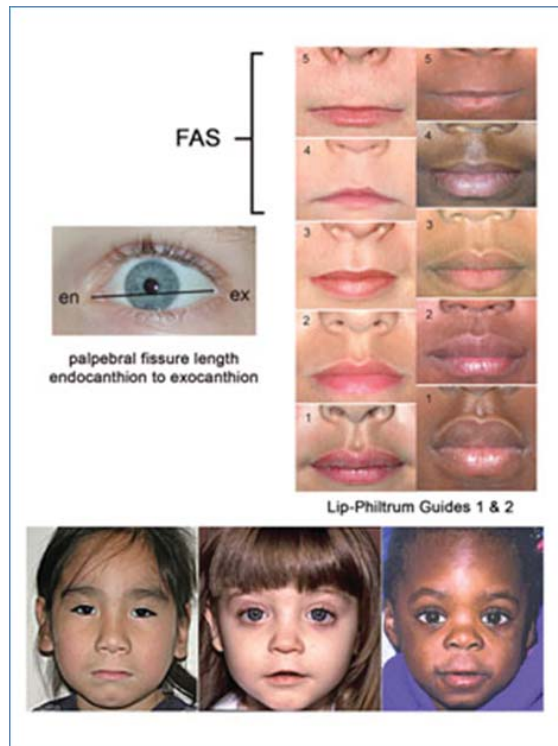 FAS
5
5
4
4
3
3
2
2
1
1
en
ex
palpebral fissure length
endocanthion to exocanthion
Lip-Philtrum Guides 1 & 2